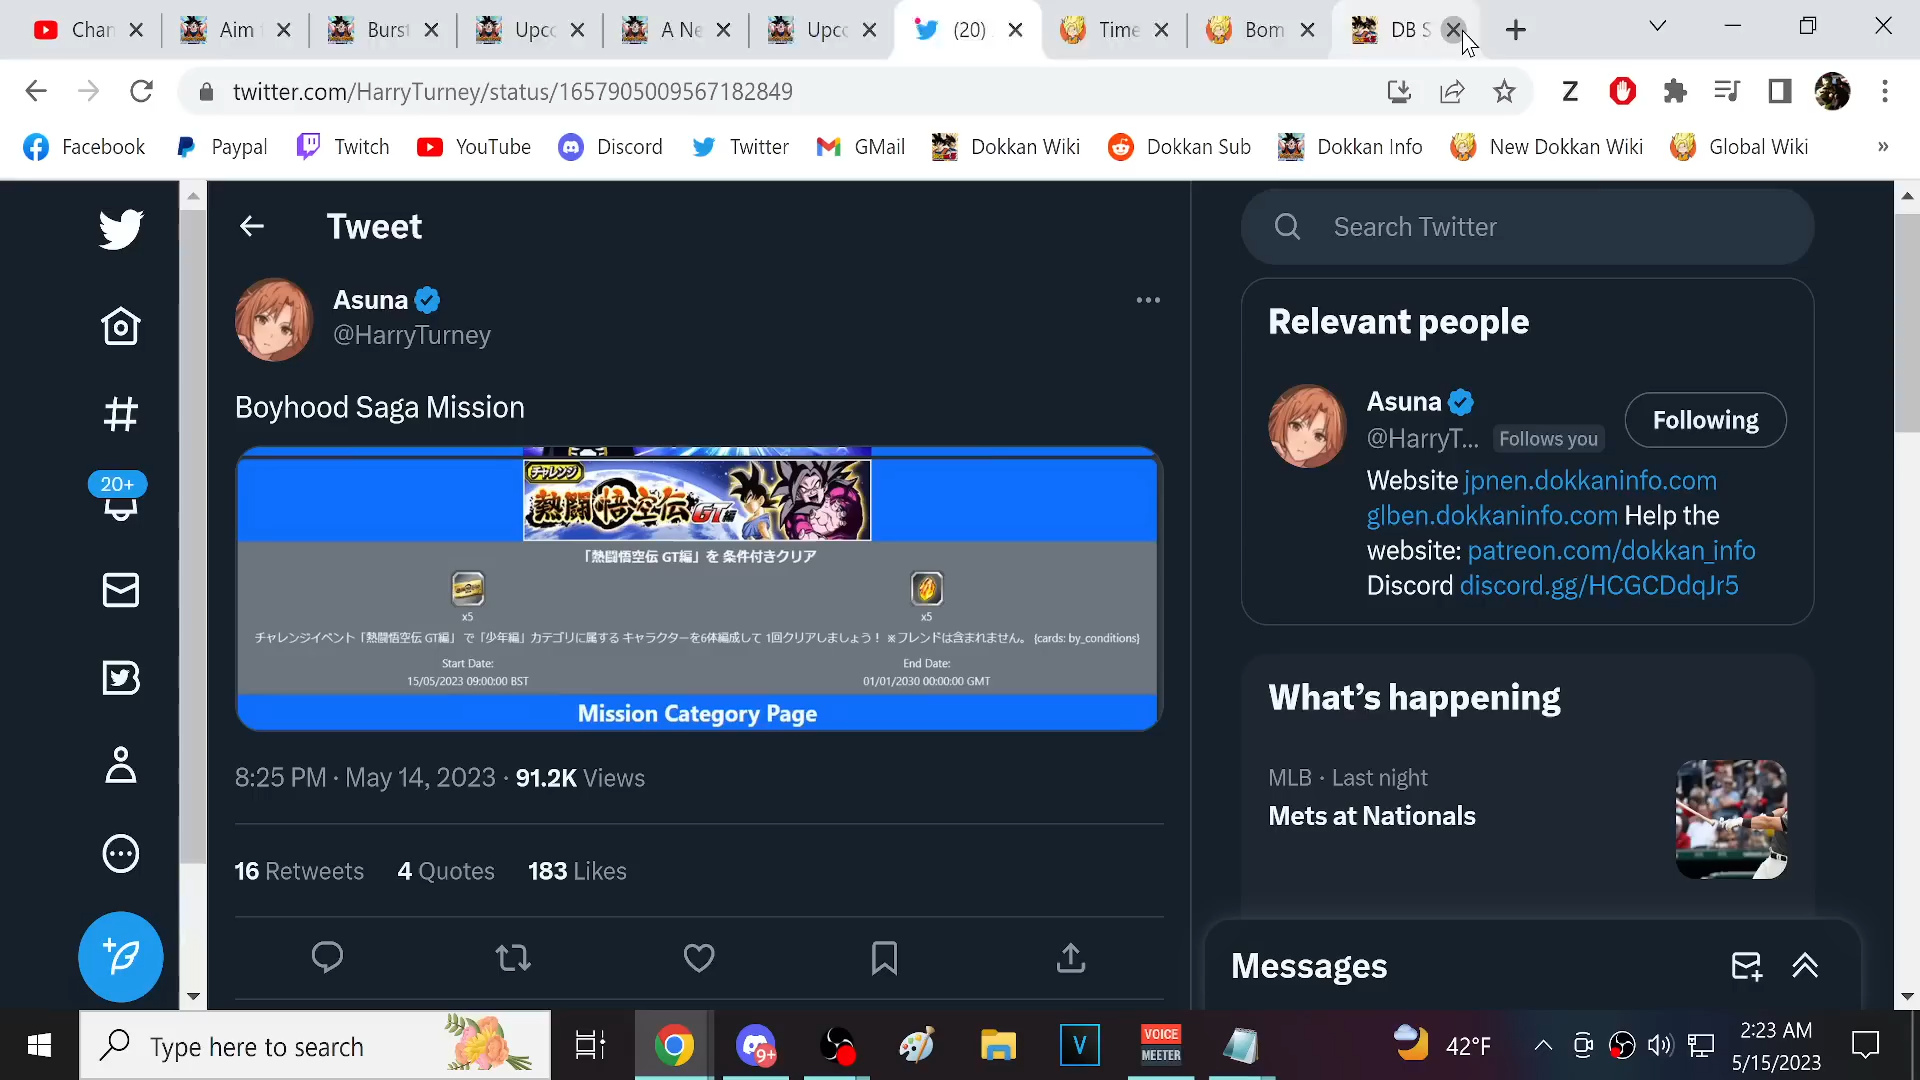 Chan
Aim
Burst
Upco
A Ne
Upco
(20)
Time
Bom
DB S
twitter.com/HarryTurney/status/1657905009567182849
Z
Facebook
Paypal
Twitch
YouTube
Discord
Twitter
GMail
Dokkan Wiki
Dokkan Sub
Dokkan Info
New Dokkan Wiki
Global Wiki
»
Tweet
Search Twitter
Asuna
@HarryTurney
Boyhood Saga Mission
チャレンジ
熱闘悟空伝 GT編
「熱闘悟空伝 GT編」を 条件付きクリア
x5
x5
チャレンジイベント「熱闘悟空伝 GT編」 で「少年編」カテゴリに属する キャラクターを6体編成して 1回クリアしましょう！ ※フレンドは含まれません。 {cards: by_conditions}
Start Date:
15/05/2023 09:00:00 BST
End Date:
01/01/2030 00:00:00 GMT
Mission Category Page
8:25 PM · May 14, 2023 · 91.2K Views
16 Retweets 4 Quotes 183 Likes
20+
Relevant people
Asuna
@HarryT... Follows you
Following
Website jpnen.dokkaninfo.com
glben.dokkaninfo.com Help the
website: patreon.com/dokkan_info
Discord discord.gg/HCGCDdqJr5
What's happening
MLB · Last night
Mets at Nationals
Messages
Type here to search
9+
V
VOICE
MEETER
42°F
2:23 AM
5/15/2023